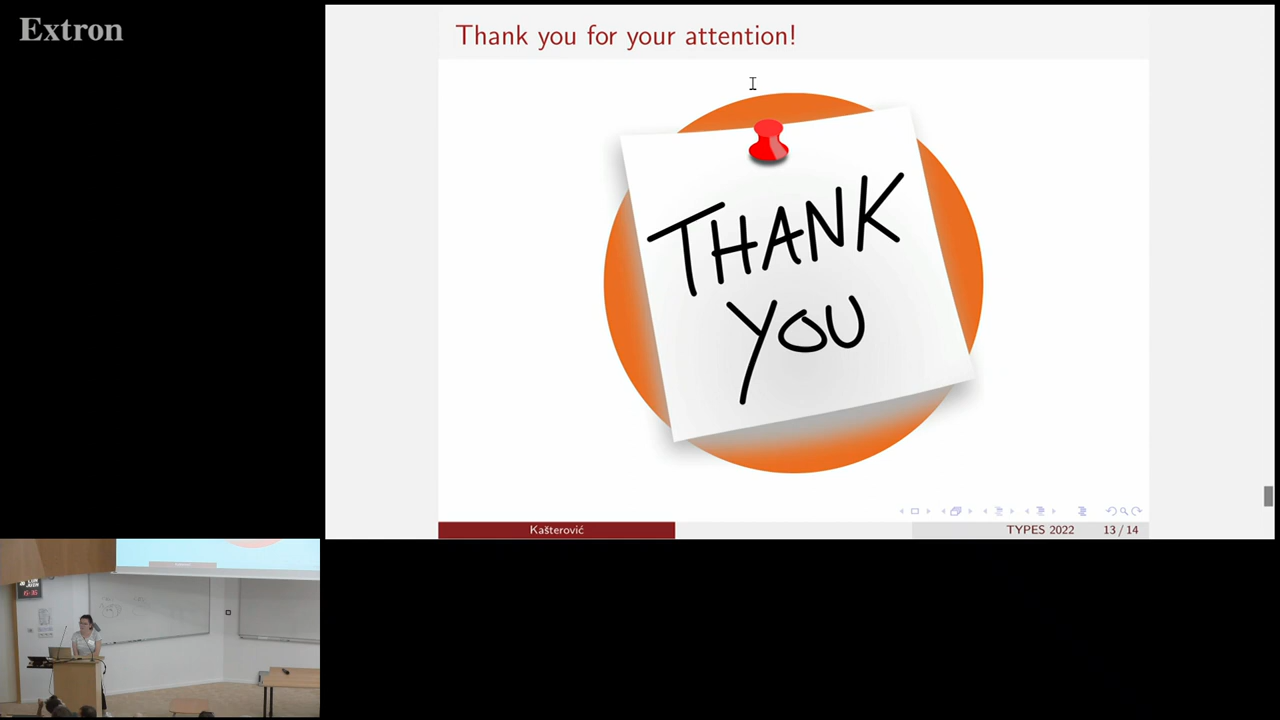 Extron
Thank you for your attention!
THANK
YOU
Kašterović
TYPES 2022
13 / 14